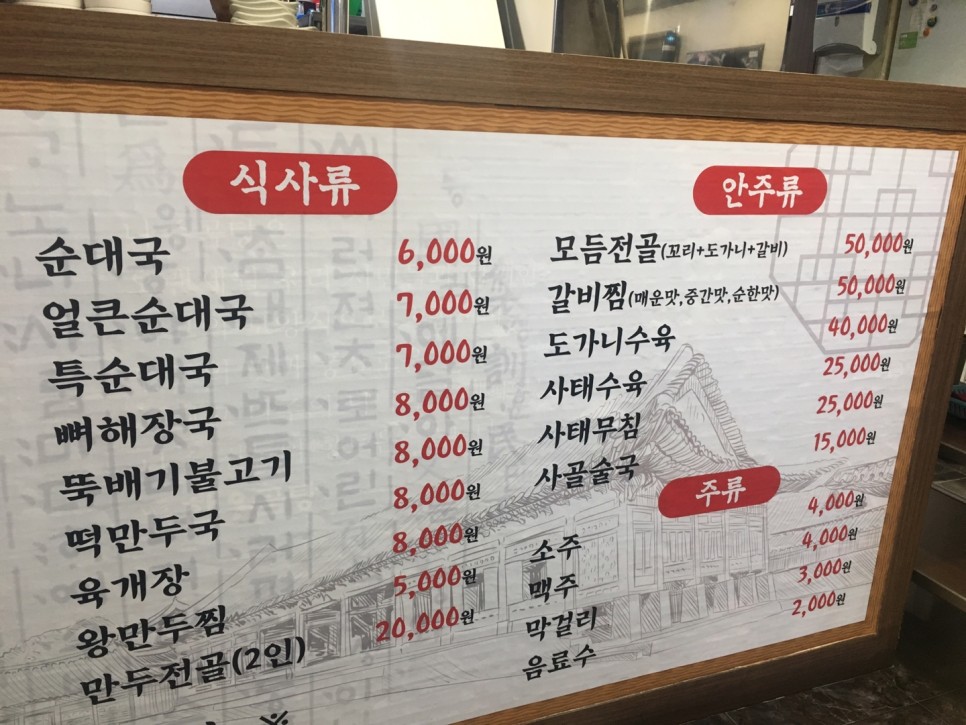 식사류
순대국 6,000원
얼큰순대국 7,000원
특순대국 7,000원
뼈해장국 8,000원
뚝배기불고기 8,000원
떡만두국 8,000원
육개장 8,000원
왕만두찜 5,000원
만두전골(2인) 20,000원
안주류
모듬전골(꼬리+도가니+갈비) 50,000원
갈비찜(매운맛,중간맛,순한맛) 50,000원
도가니수육 40,000원
사태수육 25,000원
사태무침 25,000원
사골술국 15,000원
주류
소주 4,000원
맥주 4,000원
막걸리 3,000원
음료수 2,000원